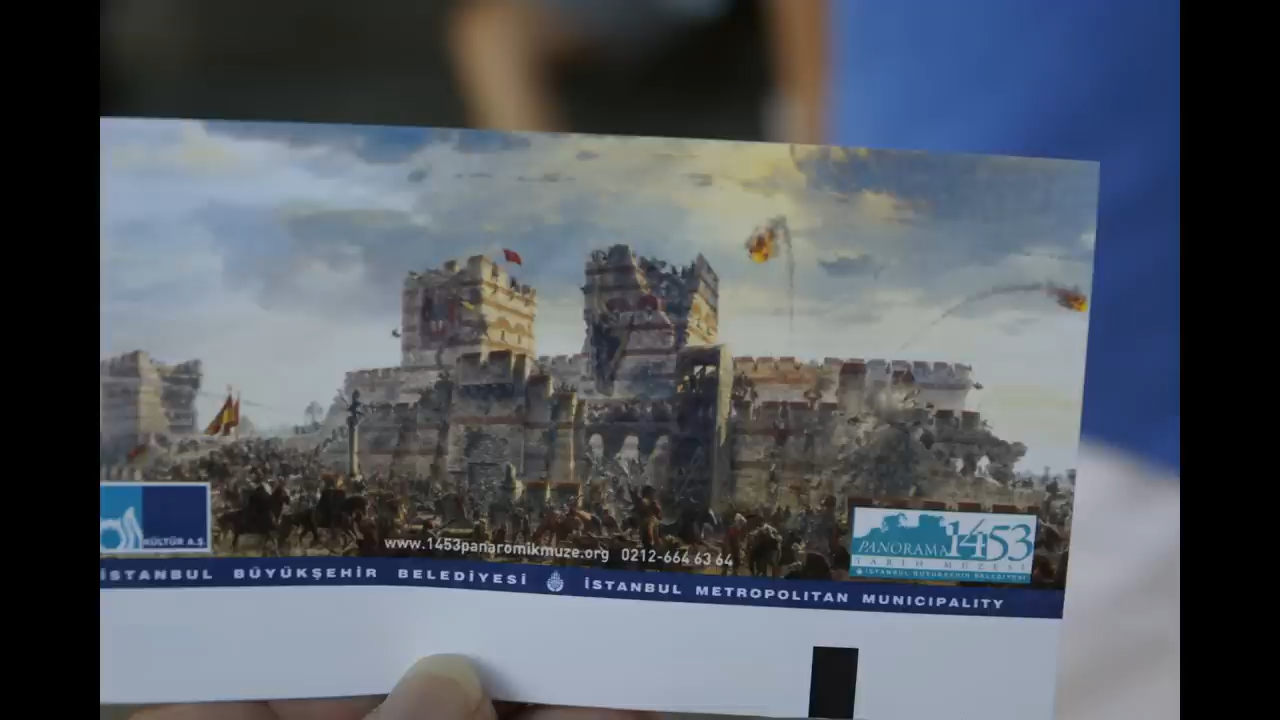 KÜLTÜR A.Ş.
www.1453panaromikmuze.org 0212-664 63 64
PANORAMA 1453
TARİH MÜZESİ
İSTANBUL BÜYÜKŞEHİR BELEDİYESİ
İSTANBUL BÜYÜKŞEHİR BELEDİYESİ İSTANBUL METROPOLITAN MUNICIPALITY